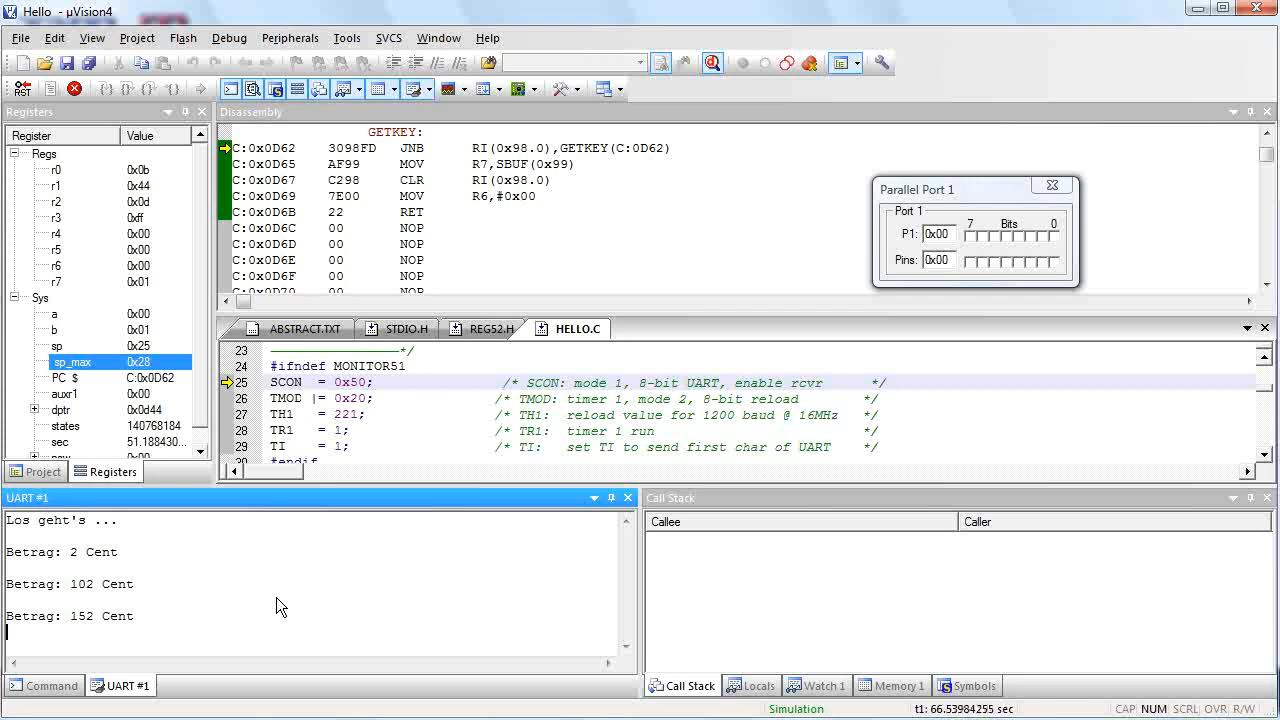 Hello - µVision4
File Edit View Project Flash Debug Peripherals Tools SVCS Window Help
RST
Registers
Register Value
Regs
r0 0x0b
r1 0x44
r2 0x0d
r3 0xff
r4 0x00
r5 0x00
r6 0x00
r7 0x01
Sys
a 0x00
b 0x01
sp 0x25
sp_max 0x28
PC $ C:0x0D62
auxr1 0x00
dptr 0x0d44
states 140768184
sec 51.188430...
Project Registers
Disassembly
GETKEY:
C:0x0D62 3098FD JNB RI(0x98.0),GETKEY(C:0D62)
C:0x0D65 AF99 MOV R7,SBUF(0x99)
C:0x0D67 C298 CLR RI(0x98.0)
C:0x0D69 7E00 MOV R6,#0x00
C:0x0D6B 22 RET
C:0x0D6C 00 NOP
C:0x0D6D 00 NOP
C:0x0D6E 00 NOP
C:0x0D6F 00 NOP
C:0x0D70 00 NOP
Parallel Port 1
Port 1
7 Bits 0
P1: 0x00
Pins: 0x00
ABSTRACT.TXT STDIO.H REG52.H HELLO.C
23 ------------------*/
24 #ifndef MONITOR51
25 SCON = 0x50; /* SCON: mode 1, 8-bit UART, enable rcvr */
26 TMOD |= 0x20; /* TMOD: timer 1, mode 2, 8-bit reload */
27 TH1 = 221; /* TH1: reload value for 1200 baud @ 16MHz */
28 TR1 = 1; /* TR1: timer 1 run */
29 TI = 1; /* TI: set TI to send first char of UART */
30 #endif
UART #1
Los geht's ...
Betrag: 2 Cent
Betrag: 102 Cent
Betrag: 152 Cent
Command UART #1
Call Stack
Callee Caller
Call Stack Locals Watch 1 Memory 1 Symbols
Simulation t1: 66.53984255 sec CAP NUM SCRL OVR R/W